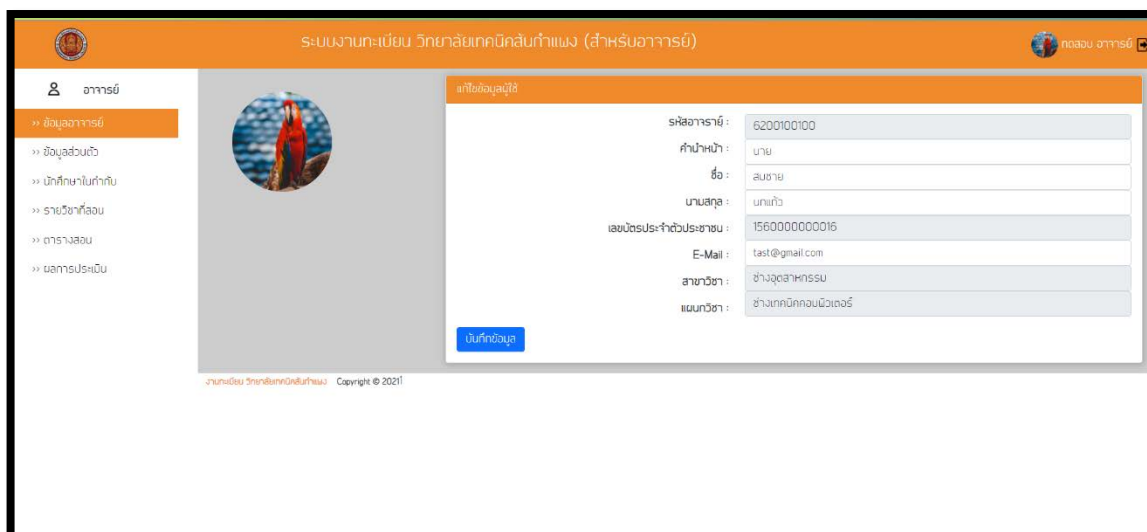 ระบบงานทะเบียน วิทยาลัยเทคนิคสันกำแพง (สำหรับอาจารย์)
ทดสอบ อาจารย์
อาจารย์
›› ข้อมูลอาจารย์
›› ข้อมูลส่วนตัว
›› นักศึกษาในกำกับ
›› รายวิชาที่สอน
›› ตารางสอน
›› ผลการประเมิน
แก้ไขข้อมูลผู้ใช้
รหัสอาจราย์ : 6200100100
คำนำหน้า : นาย
ชื่อ : สมชาย
นามสกุล :
เลขบัตรประจำตัวประชาชน : 1560000000016
E-Mail : tast@gmail.com
สาขาวิชา : ช่างอุตสาหกรรม
แผนกวิชา : ช่างเทคนิคคอมพิวเตอร์
บันทึกข้อมูล
งานทะเบียน วิทยาลัยเทคนิคสันกำแพง Copyright © 2021